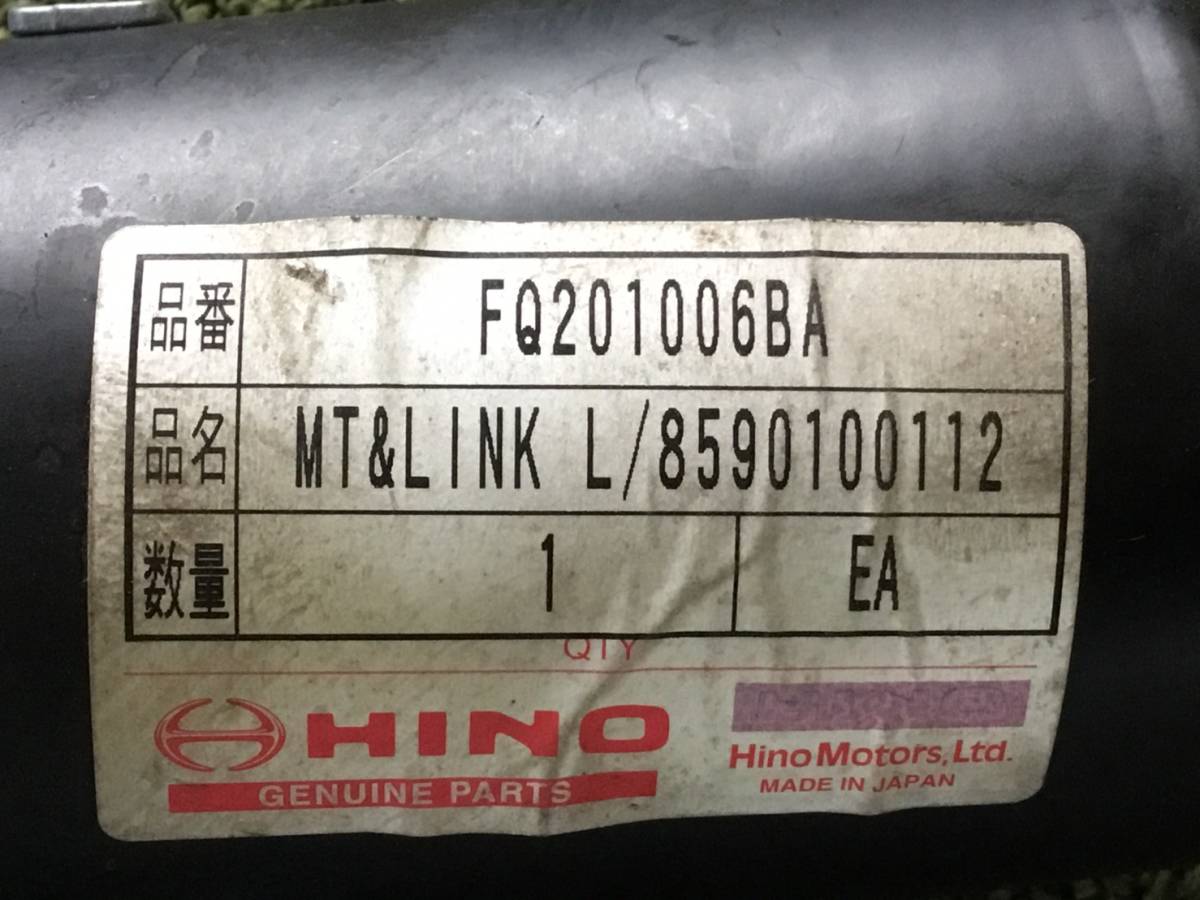 品番 FQ201006BA
品名 MT&LINK L/8590100112
数量 1 EA
QTY
HINO
GENUINE PARTS
Hino Motors, Ltd.
MADE IN JAPAN